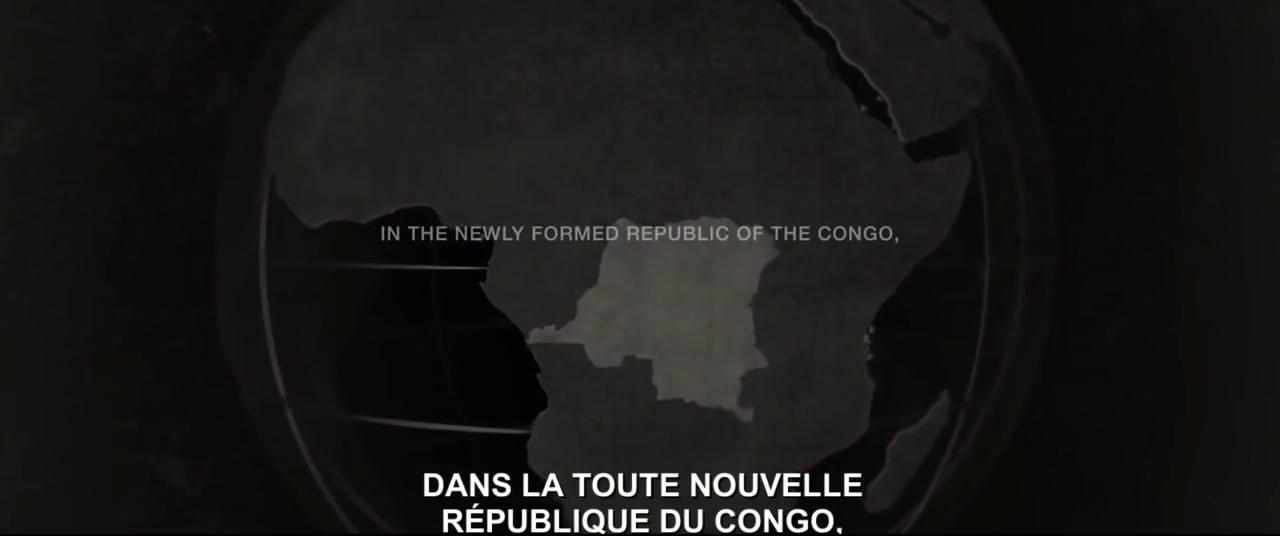 IN THE NEWLY FORMED REPUBLIC OF THE CONGO,
DANS LA TOUTE NOUVELLE
RÉPUBLIQUE DU CONGO,